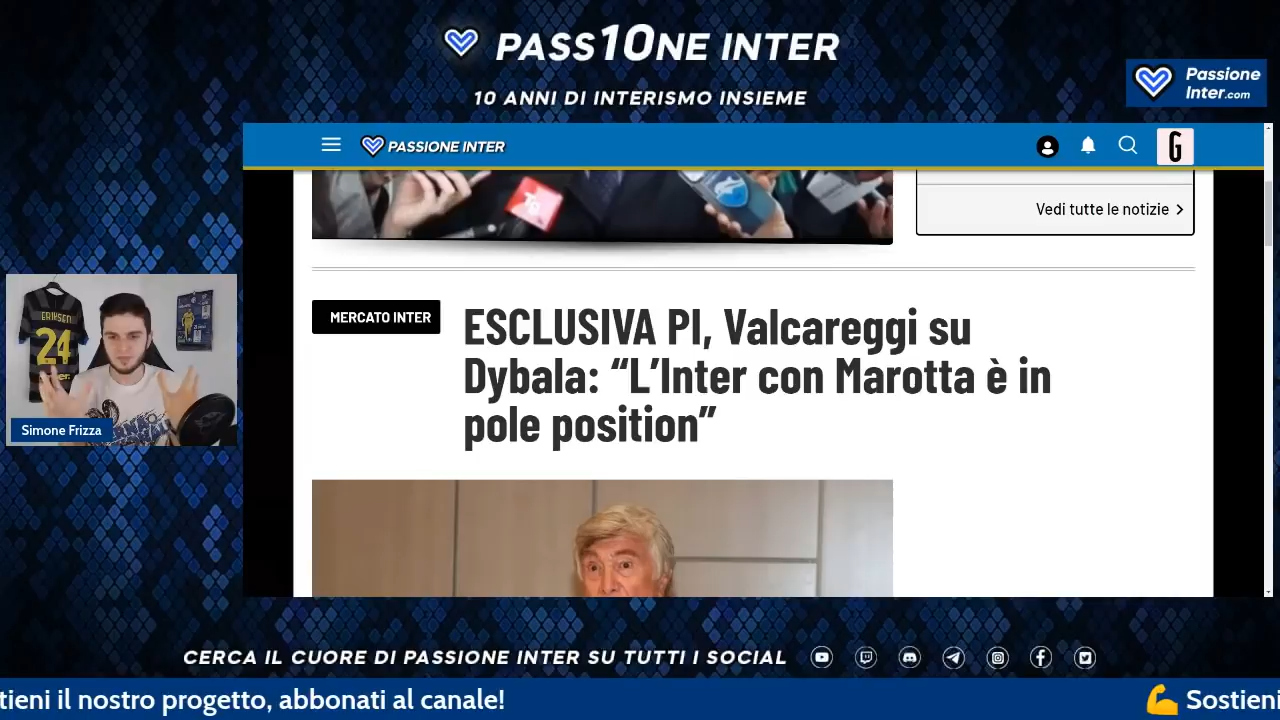 PASS10NE INTER
10 ANNI DI INTERISMO INSIEME
Passione
Inter.com
PASSIONE INTER
G
Vedi tutte le notizie
MERCATO INTER
ESCLUSIVA PI, Valcareggi su
Dybala: “L’Inter con Marotta è in
pole position”
ERIKSEN
24
Simone Frizza
CERCA IL CUORE DI PASSIONE INTER SU TUTTI I SOCIAL
tieni il nostro progetto, abbonati al canale!
💪 Sostieni